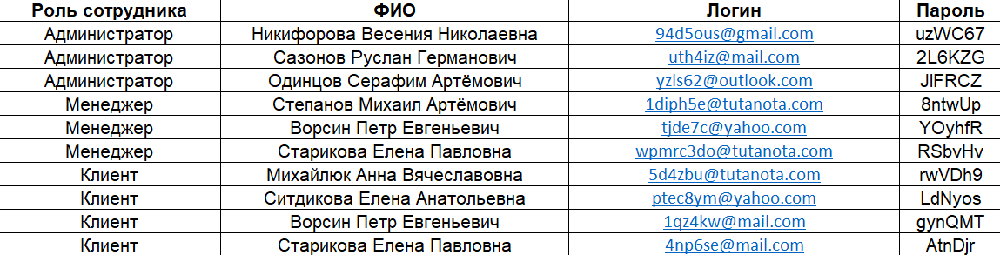 Роль сотрудника ФИО Логин Пароль
Администратор Никифорова Весения Николаевна 94d5ous@gmail.com uzWC67
Администратор Сазонов Руслан Германович uth4iz@mail.com 2L6KZG
Администратор Одинцов Серафим Артёмович yzls62@outlook.com JlFRCZ
Менеджер Степанов Михаил Артёмович 1diph5e@tutanota.com 8ntwUp
Менеджер Ворсин Петр Евгеньевич tjde7c@yahoo.com YOyhfR
Менеджер Старикова Елена Павловна wpmrc3do@tutanota.com RSbvHv
Клиент Михайлюк Анна Вячеславовна 5d4zbu@tutanota.com rwVDh9
Клиент Ситдикова Елена Анатольевна ptec8ym@yahoo.com LdNyos
Клиент Ворсин Петр Евгеньевич 1qz4kw@mail.com gynQMT
Клиент Старикова Елена Павловна 4np6se@mail.com AtnDjr